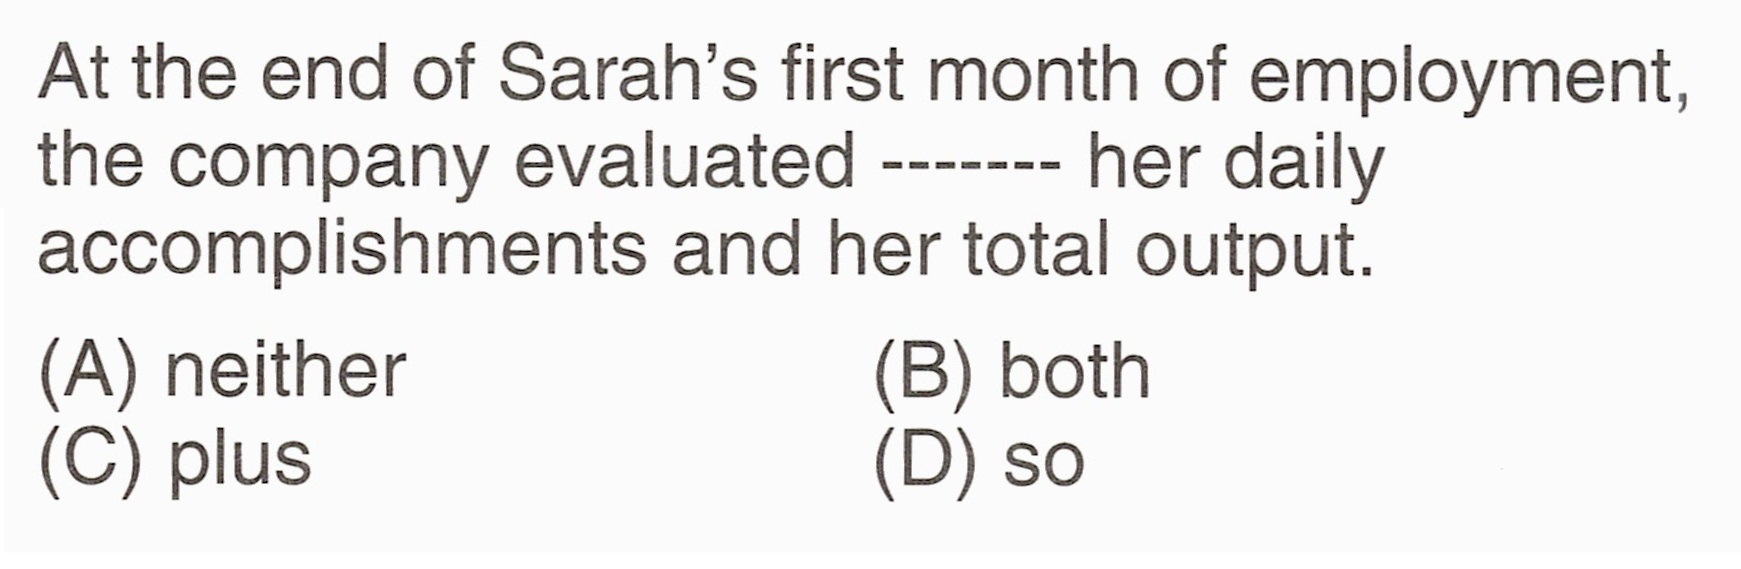 At the end of Sarah's first month of employment,
the company evaluated ------- her daily
accomplishments and her total output.
(A) neither (B) both
(C) plus (D) so